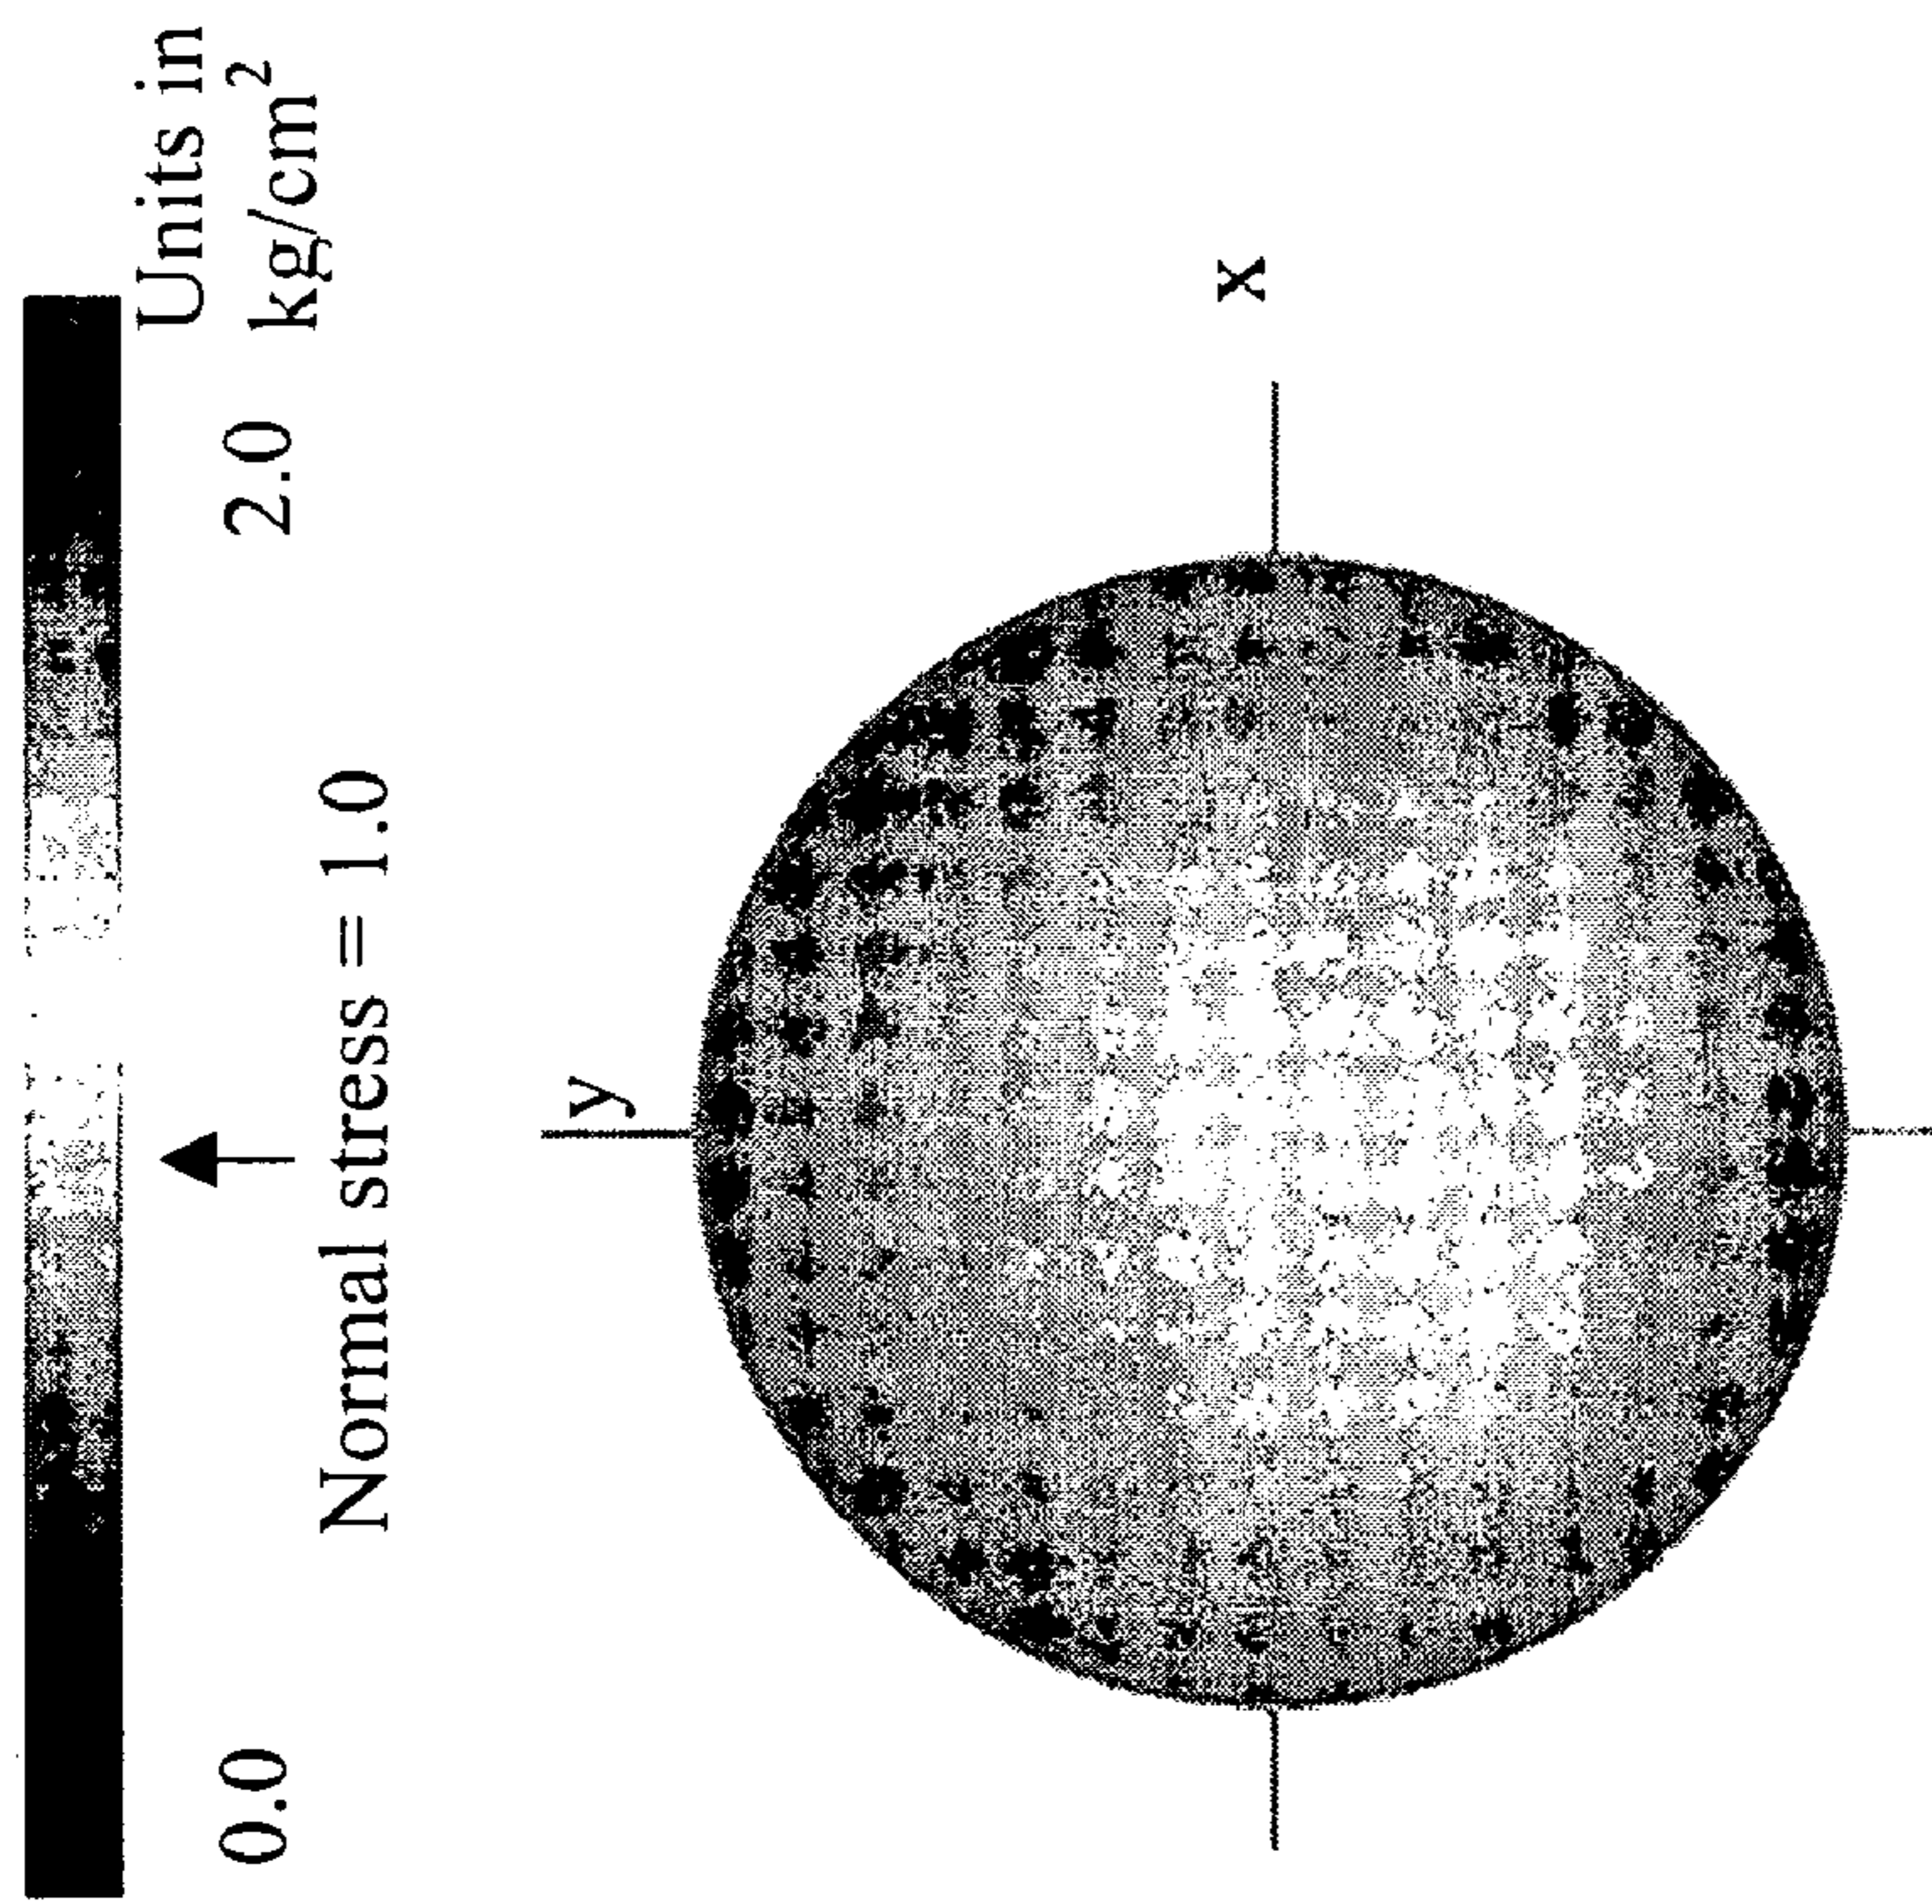 Units in
kg/cm²
0.0
2.0
Normal stress = 1.0
y
x